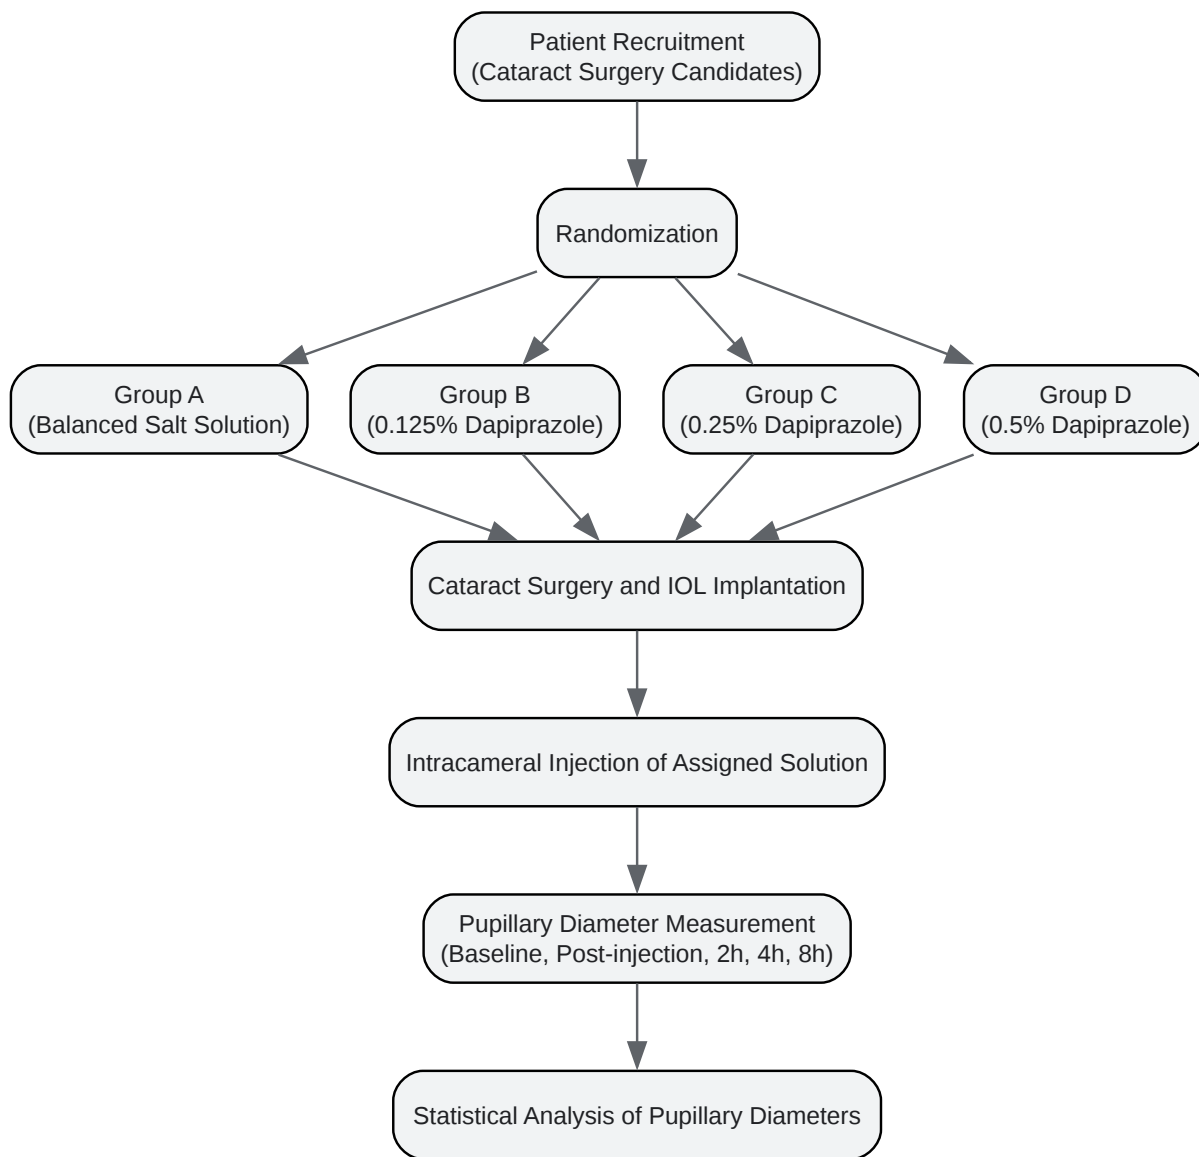 Patient Recruitment
(Cataract Surgery Candidates)
Randomization
Group A
(Balanced Salt Solution)
Group B
(0.125% Dapiprazole)
Group C
(0.25% Dapiprazole)
Group D
(0.5% Dapiprazole)
Cataract Surgery and IOL Implantation
Intracameral Injection of Assigned Solution
Pupillary Diameter Measurement
(Baseline, Post-injection, 2h, 4h, 8h)
Statistical Analysis of Pupillary Diameters